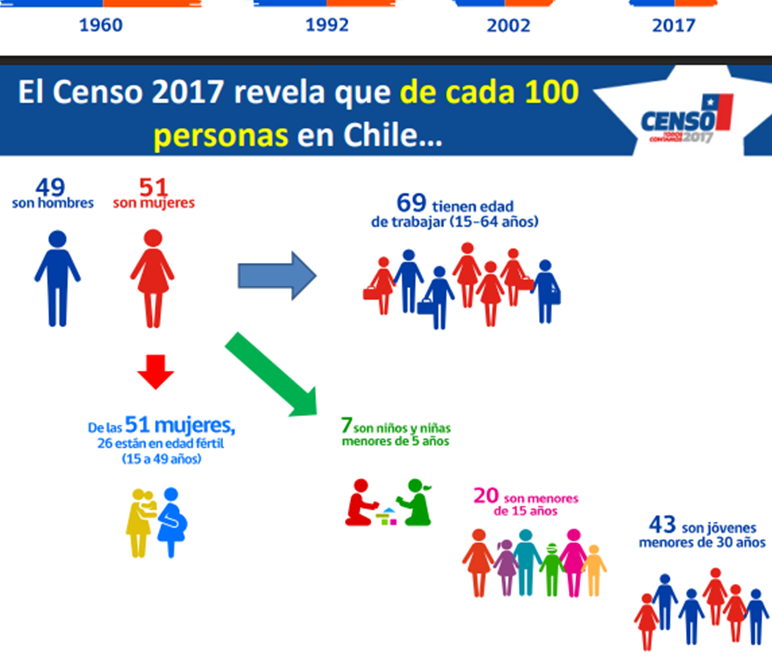 1960 1992 2002 2017
El Censo 2017 revela que de cada 100
personas en Chile...
CENSO
TODOS
CONTAMOS 2017
49
son hombres
51
son mujeres
69 tienen edad
de trabajar (15-64 años)
De las 51 mujeres,
26 están en edad fértil
(15 a 49 años)
7 son niños y niñas
menores de 5 años
20 son menores
de 15 años
43 son jóvenes
menores de 30 años